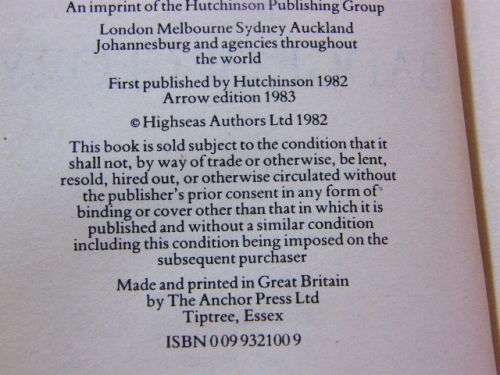 An imprint of the Hutchinson Publishing Group
London Melbourne Sydney Auckland
Johannesburg and agencies throughout
the world
First published by Hutchinson 1982
Arrow edition 1983
© Highseas Authors Ltd 1982
This book is sold subject to the condition that it
shall not, by way of trade or otherwise, be lent,
resold, hired out, or otherwise circulated without
the publisher's prior consent in any form of
binding or cover other than that in which it is
published and without a similar condition
including this condition being imposed on the
subsequent purchaser
Made and printed in Great Britain
by The Anchor Press Ltd
Tiptree, Essex
ISBN 0 09 932100 9